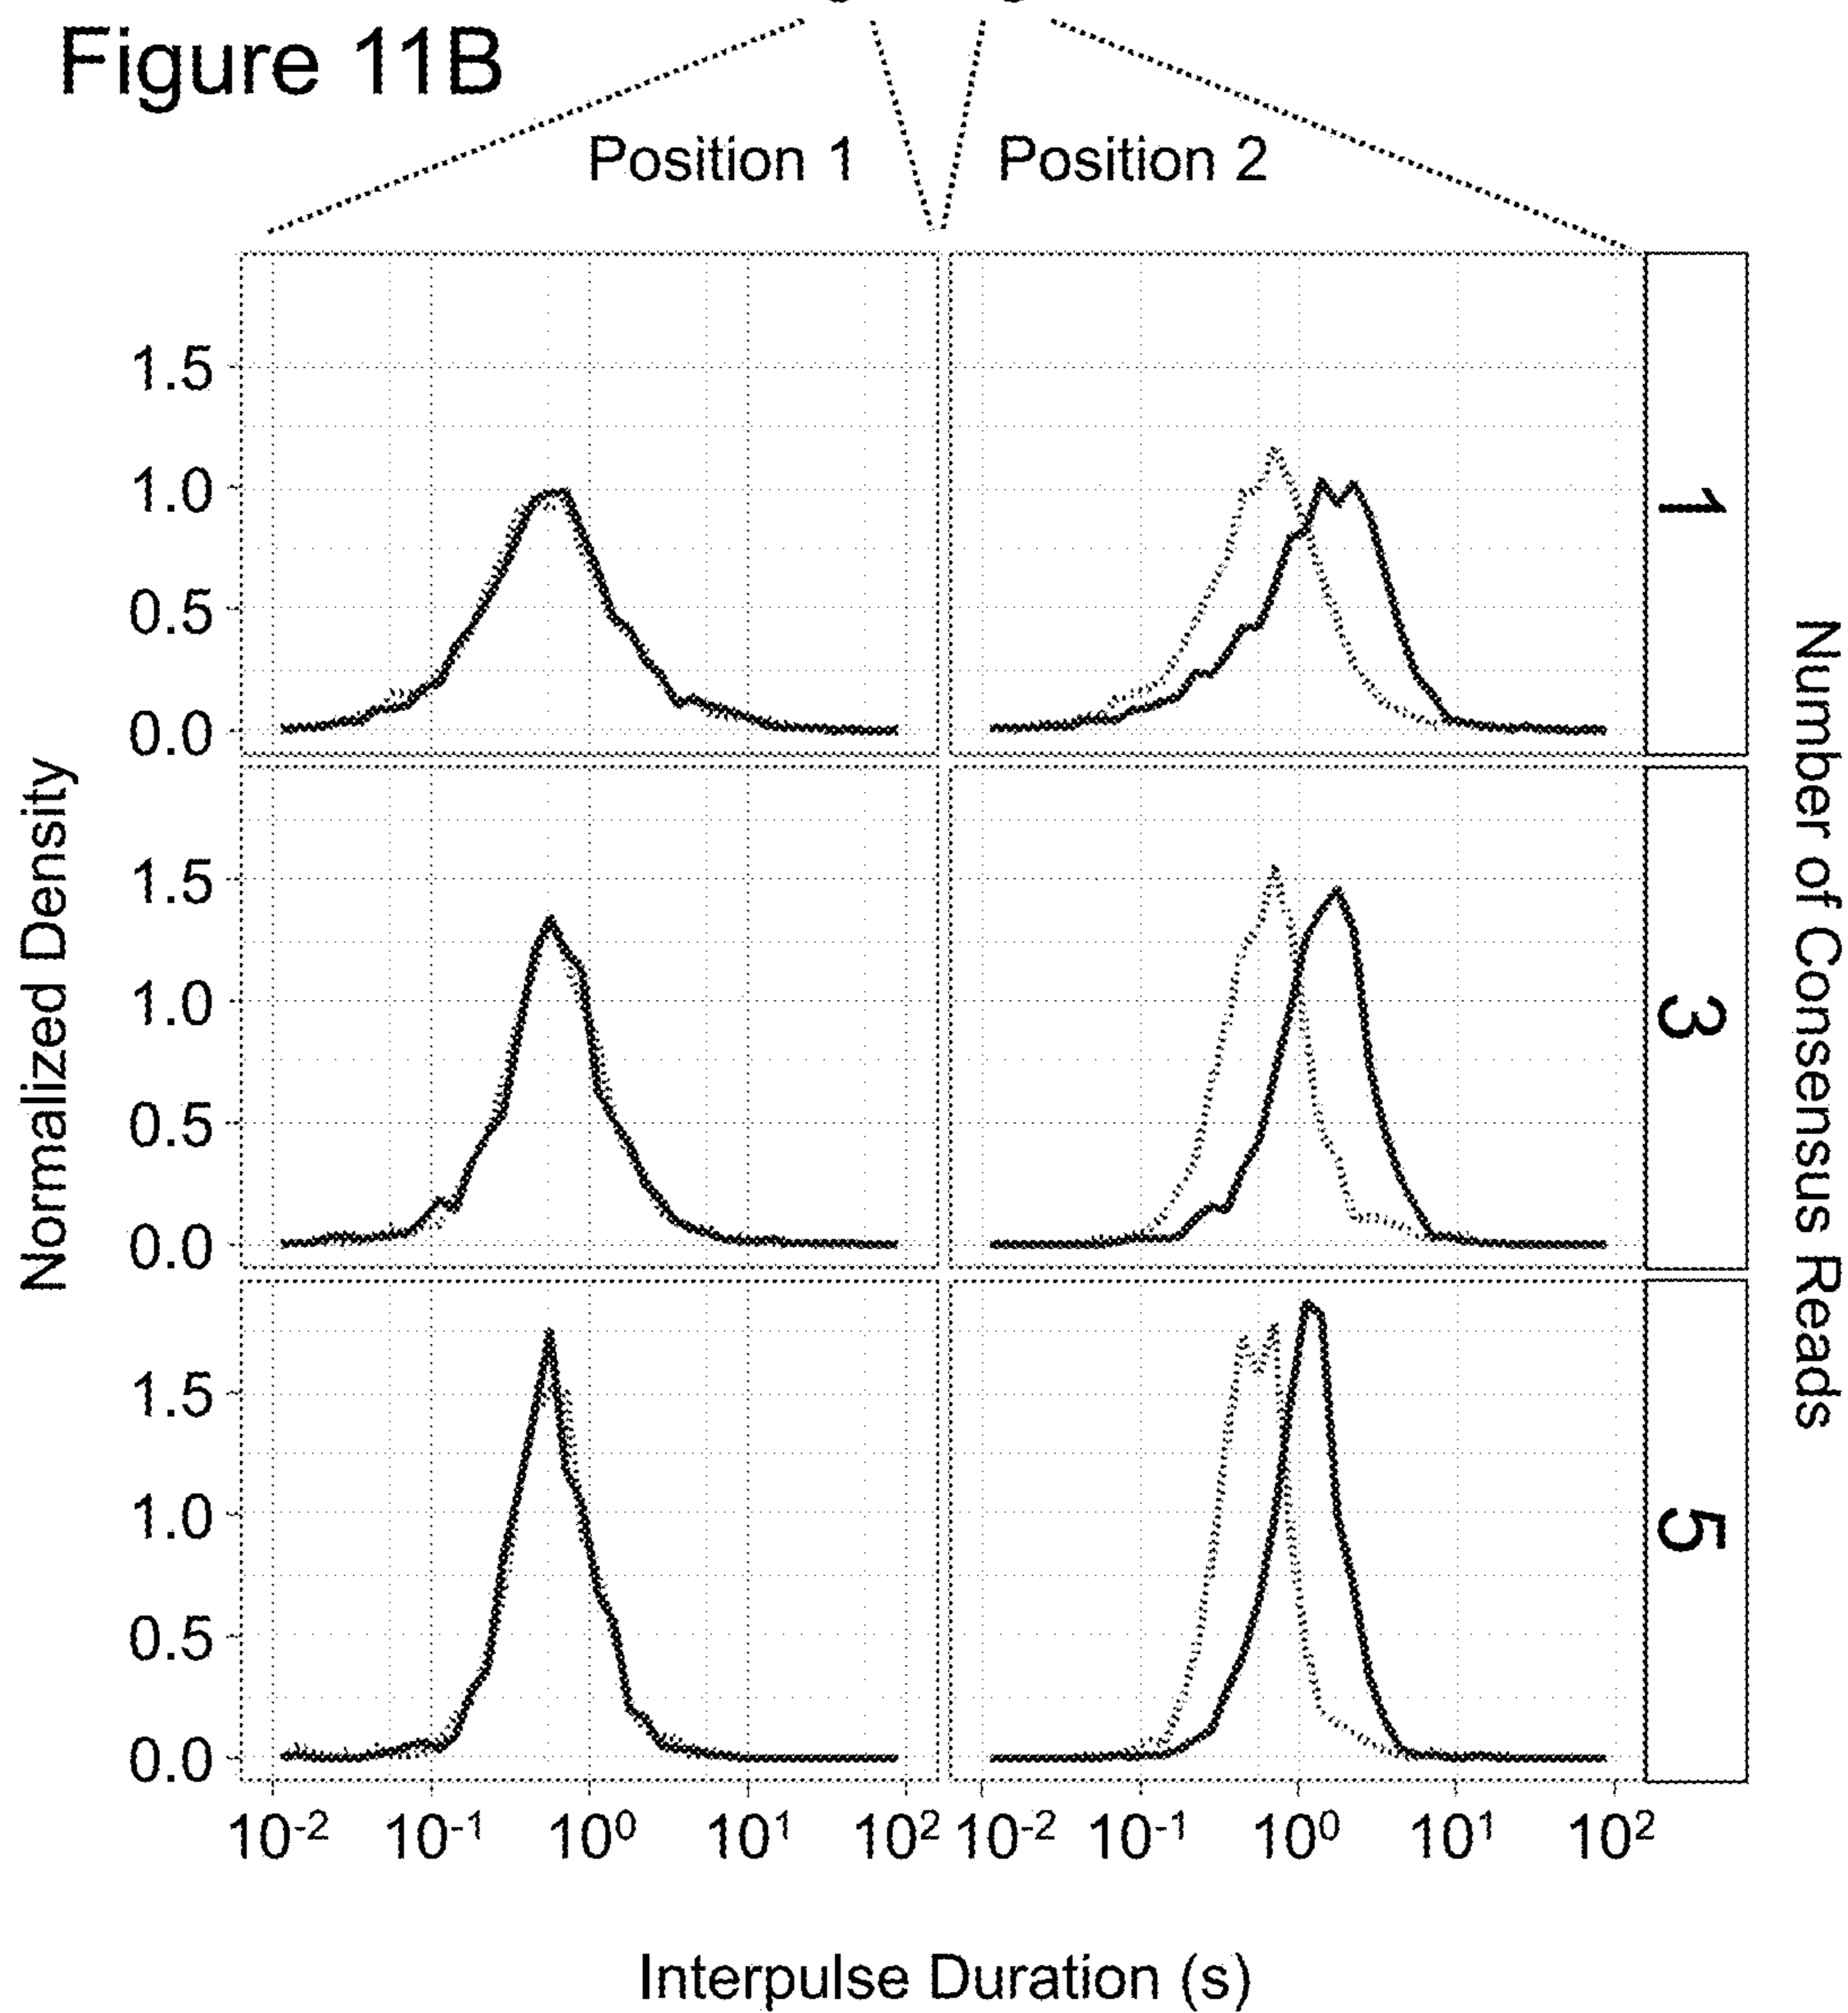 Figure 11B
Position 1
Position 2
Normalized Density
1.5
1.0
0.5
0.0
1
1.5
1.0
0.5
0.0
3
1.5
1.0
0.5
0.0
5
Number of Consensus Reads
10⁻² 10⁻¹ 10⁰ 10¹ 10² 10⁻² 10⁻¹ 10⁰ 10¹ 10²
Interpulse Duration (s)